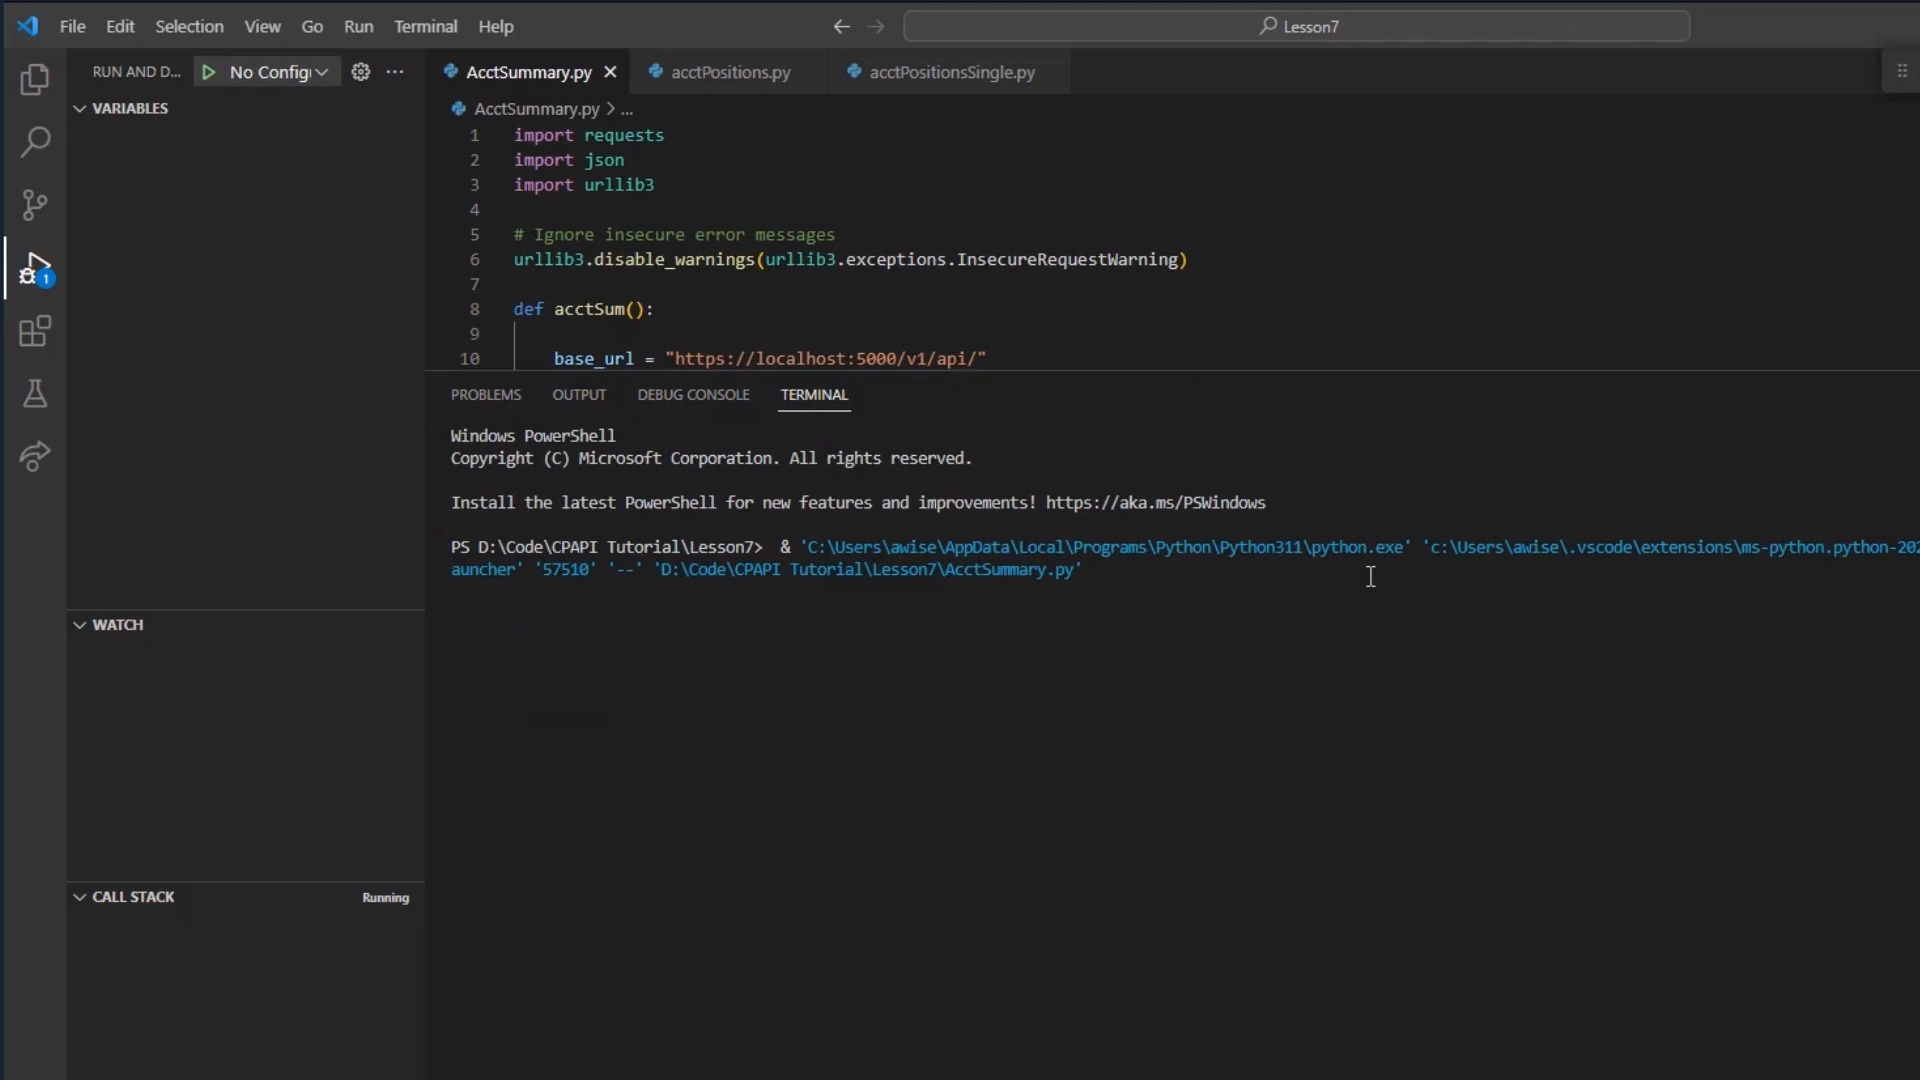 File Edit Selection View Go Run Terminal Help
Lesson7
RUN AND D... No Config ...
AcctSummary.py
acctPositions.py
acctPositionsSingle.py
VARIABLES
AcctSummary.py > ...
1 import requests
2 import json
3 import urllib3
4
5 # Ignore insecure error messages
6 urllib3.disable_warnings(urllib3.exceptions.InsecureRequestWarning)
7
8 def acctSum():
9
10 base_url = "https://localhost:5000/v1/api/"
1
PROBLEMS OUTPUT DEBUG CONSOLE TERMINAL
Windows PowerShell
Copyright (C) Microsoft Corporation. All rights reserved.
Install the latest PowerShell for new features and improvements! https://aka.ms/PSWindows
PS D:\Code\CPAPI Tutorial\Lesson7> & 'C:\Users\awise\AppData\Local\Programs\Python\Python311\python.exe' 'c:\Users\awise\.vscode\extensions\ms-python.python-202
auncher' '57510' '--' 'D:\Code\CPAPI Tutorial\Lesson7\AcctSummary.py'
WATCH
CALL STACK Running